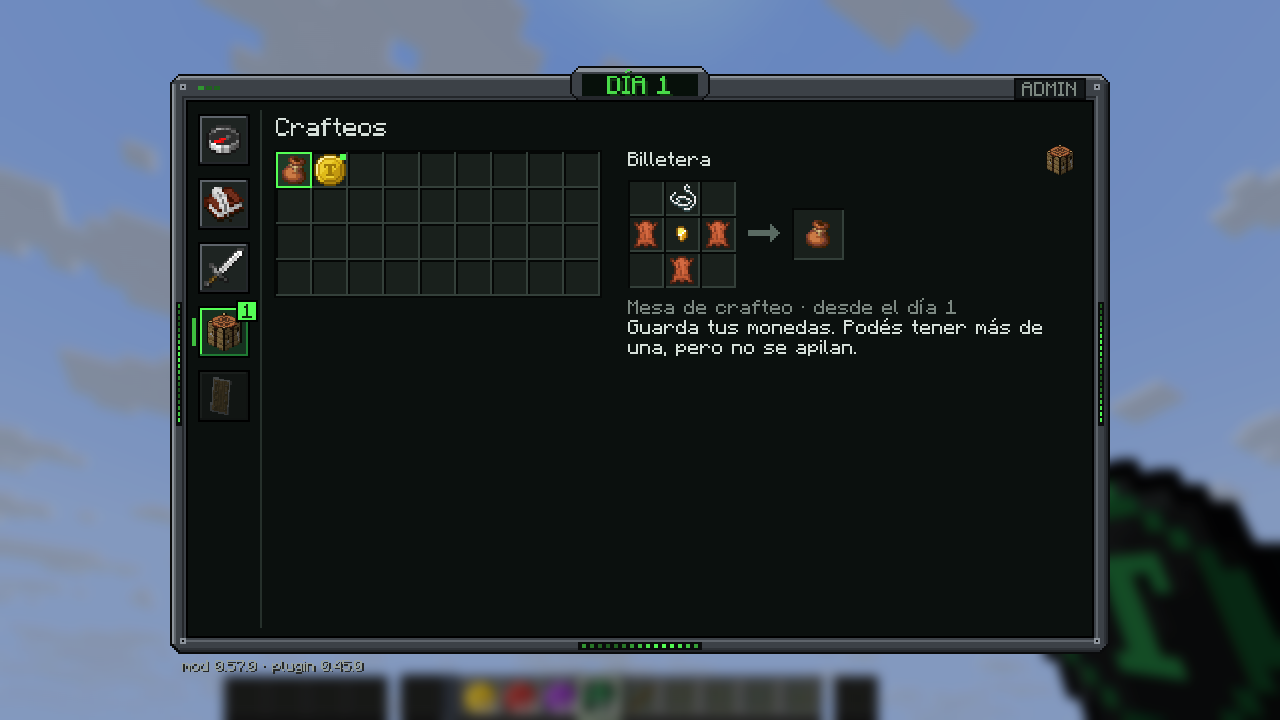 DÍA 1
ADMIN
Crafteos
Billetera
1
Mesa de crafteo · desde el día 1
Guarda tus monedas. Podés tener más de
una, pero no se apilan.
mod 0.57.0 · plugin 0.45.0